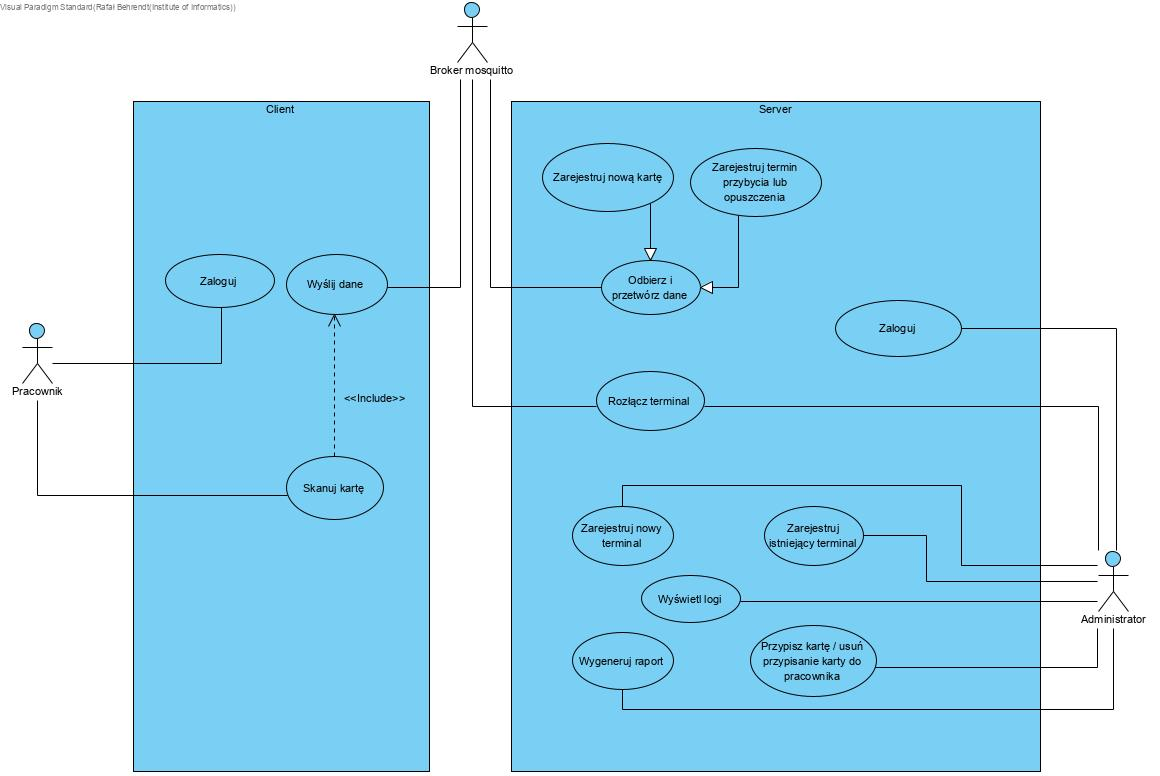 Visual Paradigm Standard(Rafał Behrendt(Institute of Informatics))
Broker mosquitto
Client
Server
Zarejestruj nową kartę
Zarejestruj termin
przybycia lub
opuszczenia
Zaloguj
Wyślij dane
Odbierz i
przetwórz dane
Zaloguj
Pracownik
<<Include>>
Rozłącz terminal
Skanuj kartę
Zarejestruj nowy
terminal
Zarejestruj
istniejący terminal
Wyświetl logi
Administrator
Wygeneruj raport
Przypisz kartę / usuń
przypisanie karty do
pracownika